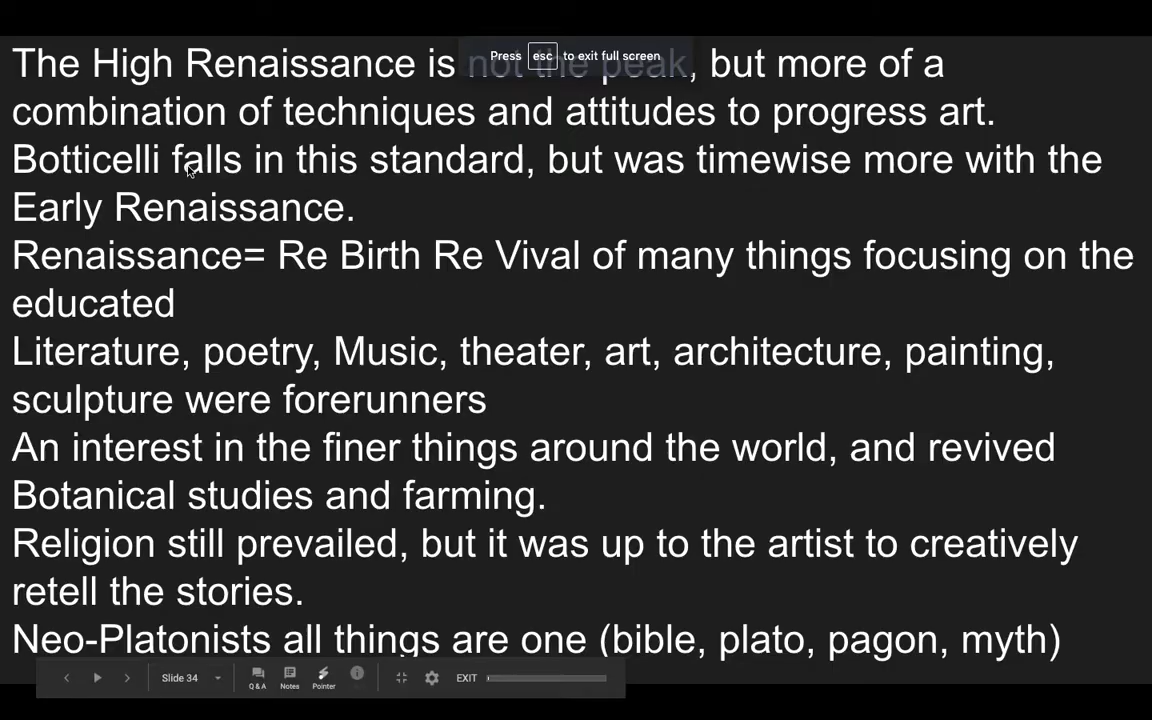 The High Renaissance is not the peak, but more of a
Press esc to exit full screen
combination of techniques and attitudes to progress art.
Botticelli falls in this standard, but was timewise more with the
Early Renaissance.
Renaissance= Re Birth Re Vival of many things focusing on the
educated
Literature, poetry, Music, theater, art, architecture, painting,
sculpture were forerunners
An interest in the finer things around the world, and revived
Botanical studies and farming.
Religion still prevailed, but it was up to the artist to creatively
retell the stories.
Neo-Platonists all things are one (bible, plato, pagon, myth)
Slide 34 Q & A Notes Pointer EXIT